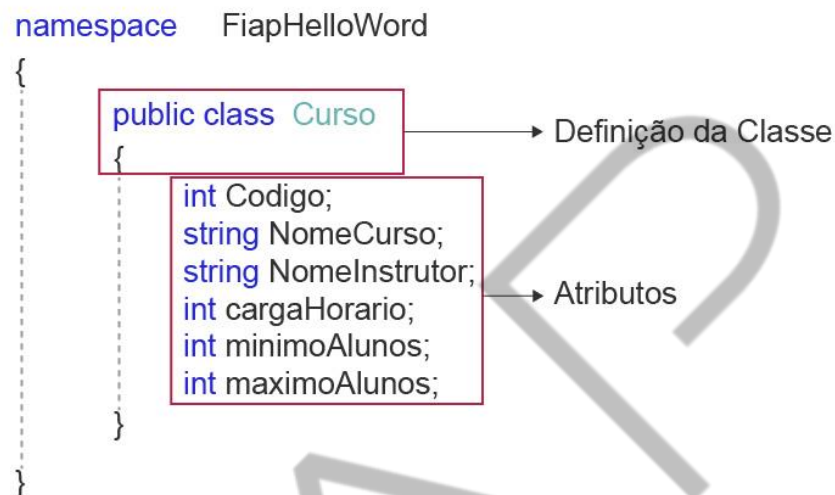 namespace FiapHelloWord
{
public class Curso
{
Definição da Classe
int Codigo;
string NomeCurso;
string NomeInstrutor;
int cargaHorario;
int minimoAlunos;
int maximoAlunos;
Atributos
}
}